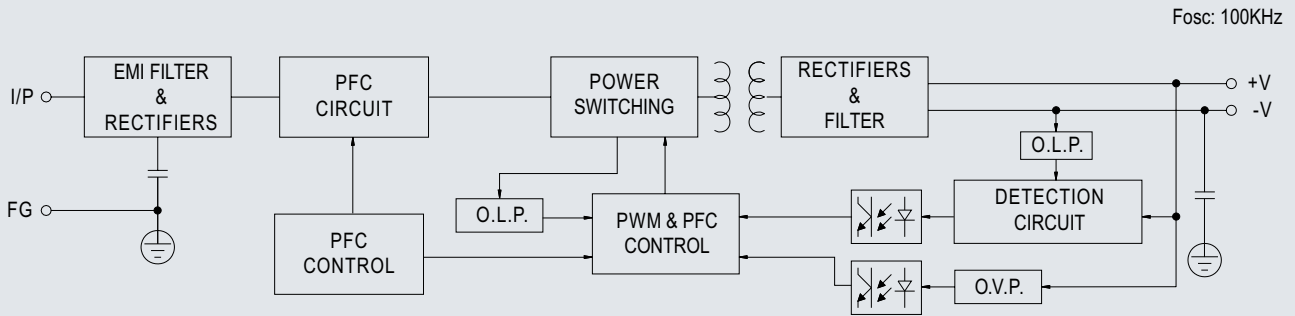 Fosc: 100KHz
I/P
EMI FILTER
&
RECTIFIERS
PFC
CIRCUIT
POWER
SWITCHING
RECTIFIERS
&
FILTER
+V
-V
O.L.P.
FG
PFC
CONTROL
O.L.P.
PWM & PFC
CONTROL
DETECTION
CIRCUIT
O.V.P.